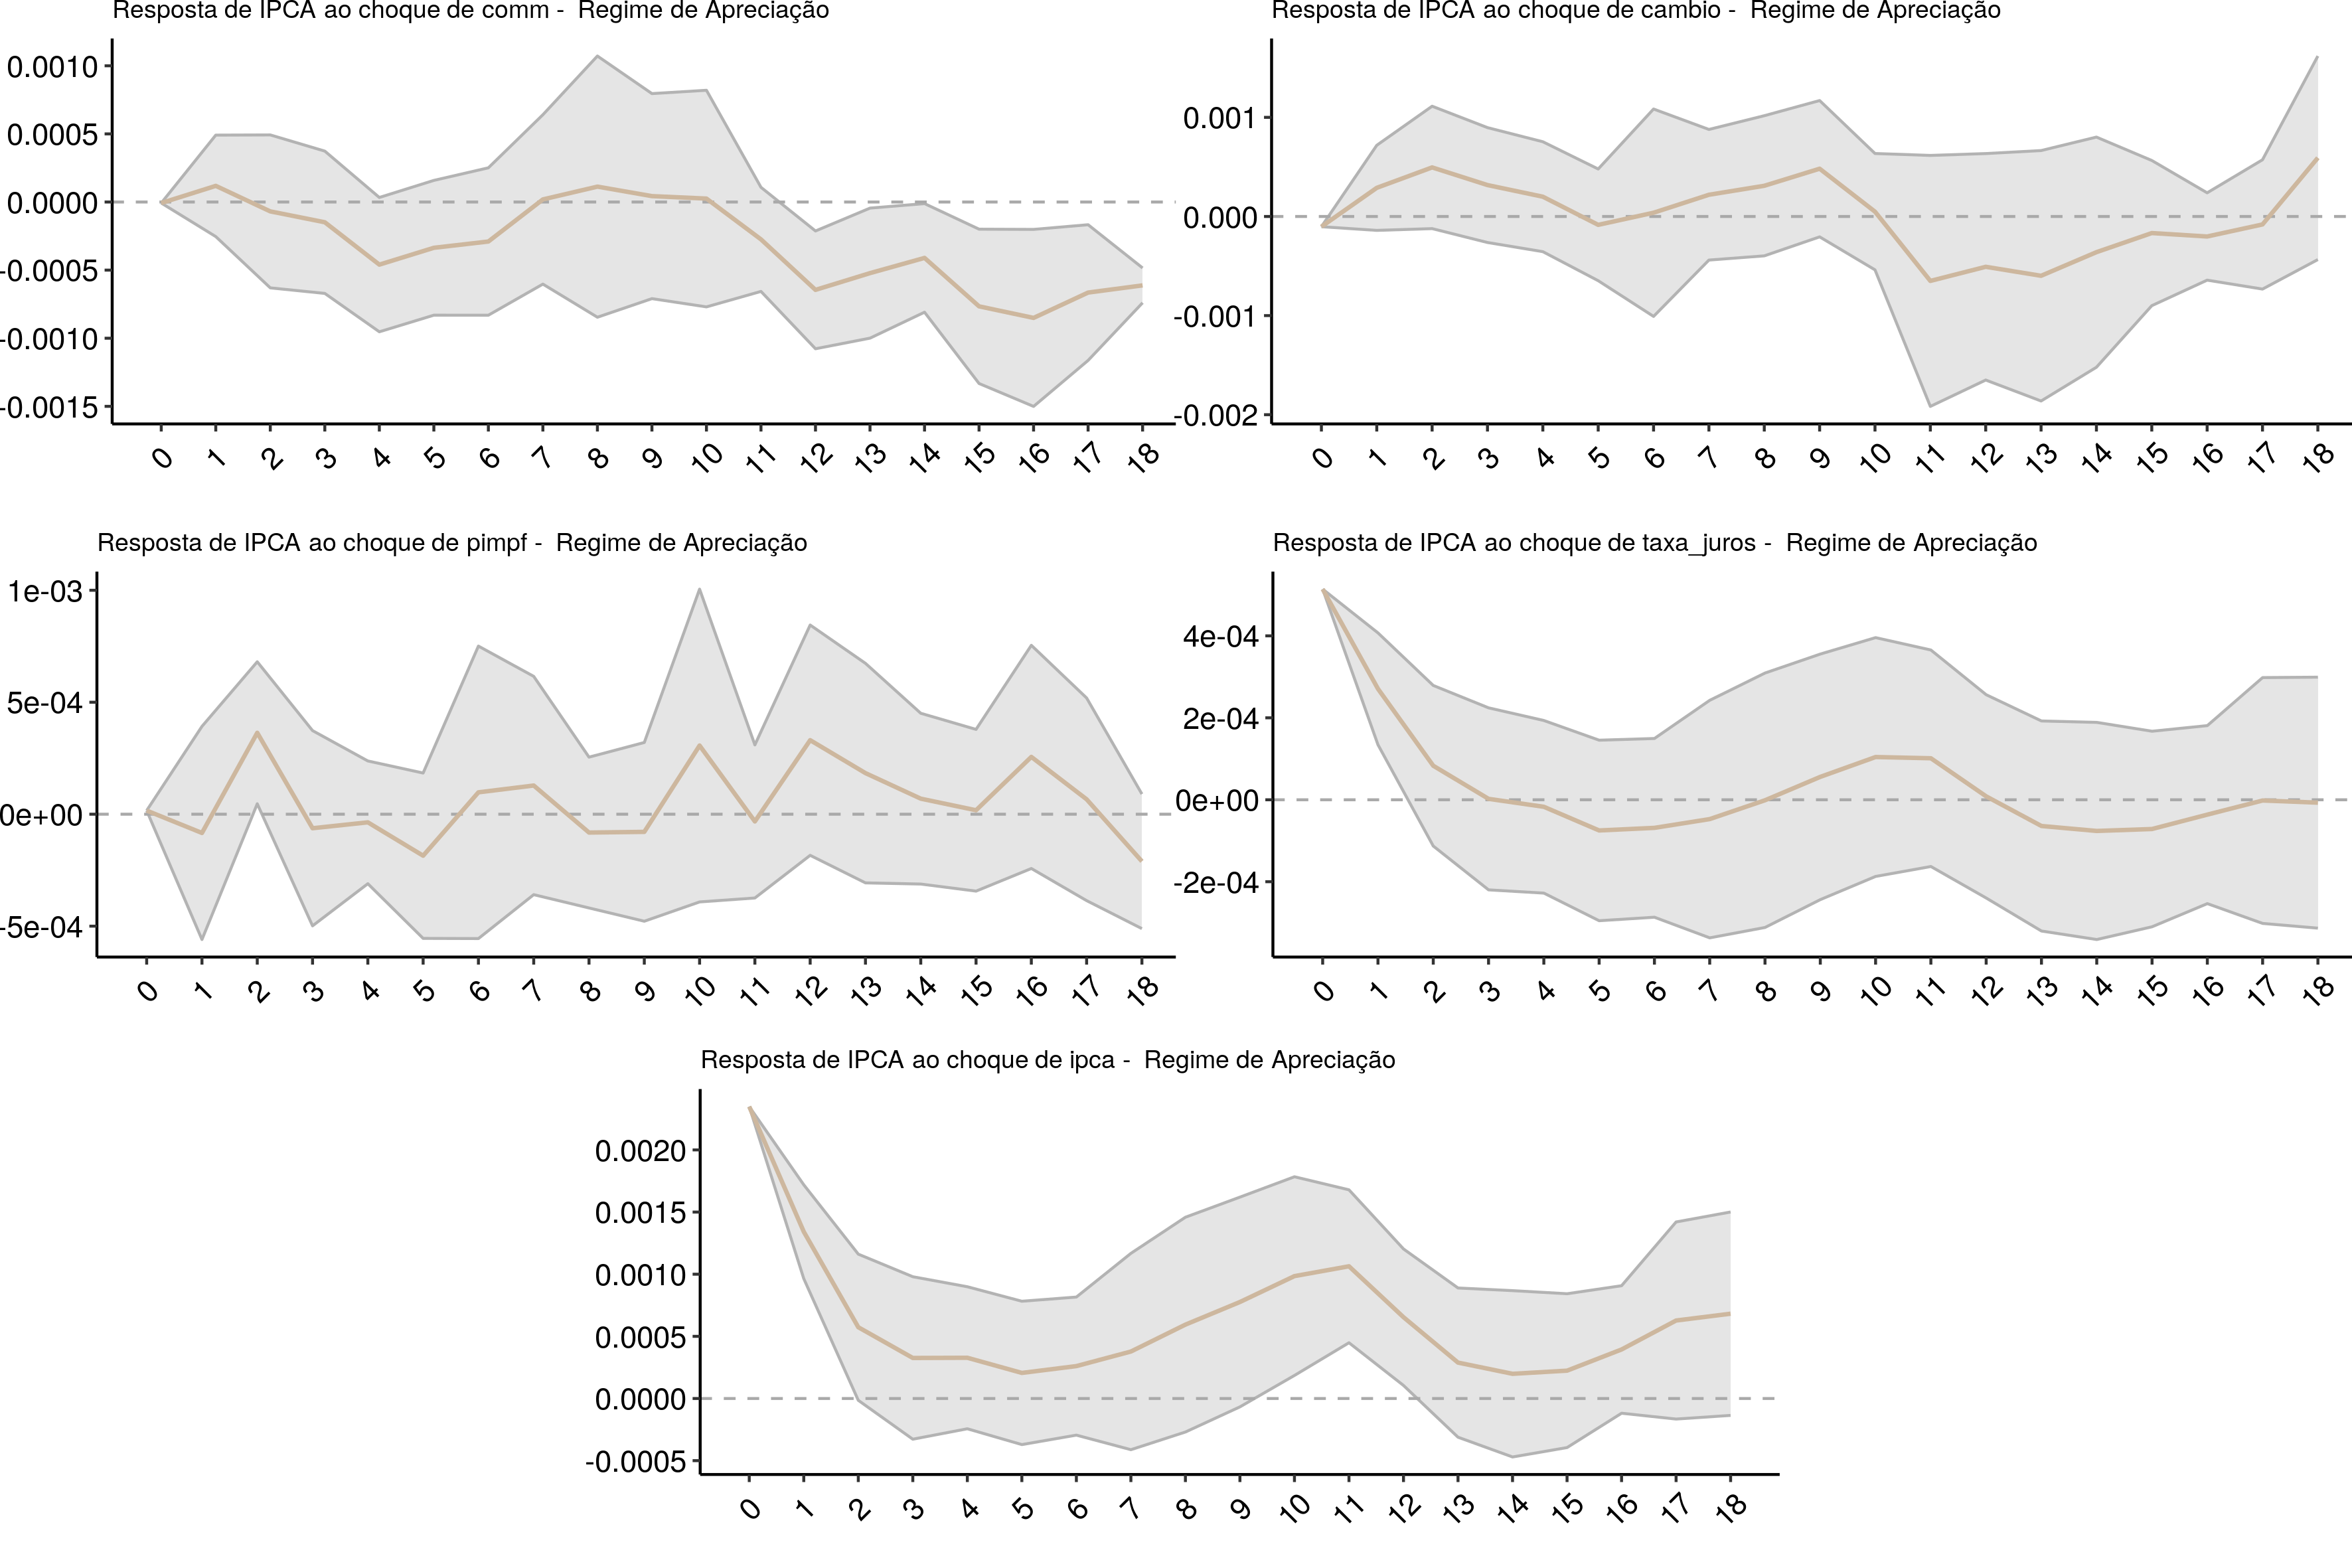 Resposta de IPCA ao choque de comm -  Regime de Apreciação
0.0010
0.0005
0.0000
-0.0005
-0.0010
-0.0015
0 1 2 3 4 5 6 7 8 9 10 11 12 13 14 15 16 17 18
Resposta de IPCA ao choque de cambio -  Regime de Apreciação
0.001
0.000
-0.001
-0.002
0 1 2 3 4 5 6 7 8 9 10 11 12 13 14 15 16 17 18
Resposta de IPCA ao choque de pimpf -  Regime de Apreciação
1e-03
5e-04
0e+00
-5e-04
0 1 2 3 4 5 6 7 8 9 10 11 12 13 14 15 16 17 18
Resposta de IPCA ao choque de taxa_juros -  Regime de Apreciação
4e-04
2e-04
0e+00
-2e-04
0 1 2 3 4 5 6 7 8 9 10 11 12 13 14 15 16 17 18
Resposta de IPCA ao choque de ipca -  Regime de Apreciação
0.0020
0.0015
0.0010
0.0005
0.0000
-0.0005
0 1 2 3 4 5 6 7 8 9 10 11 12 13 14 15 16 17 18